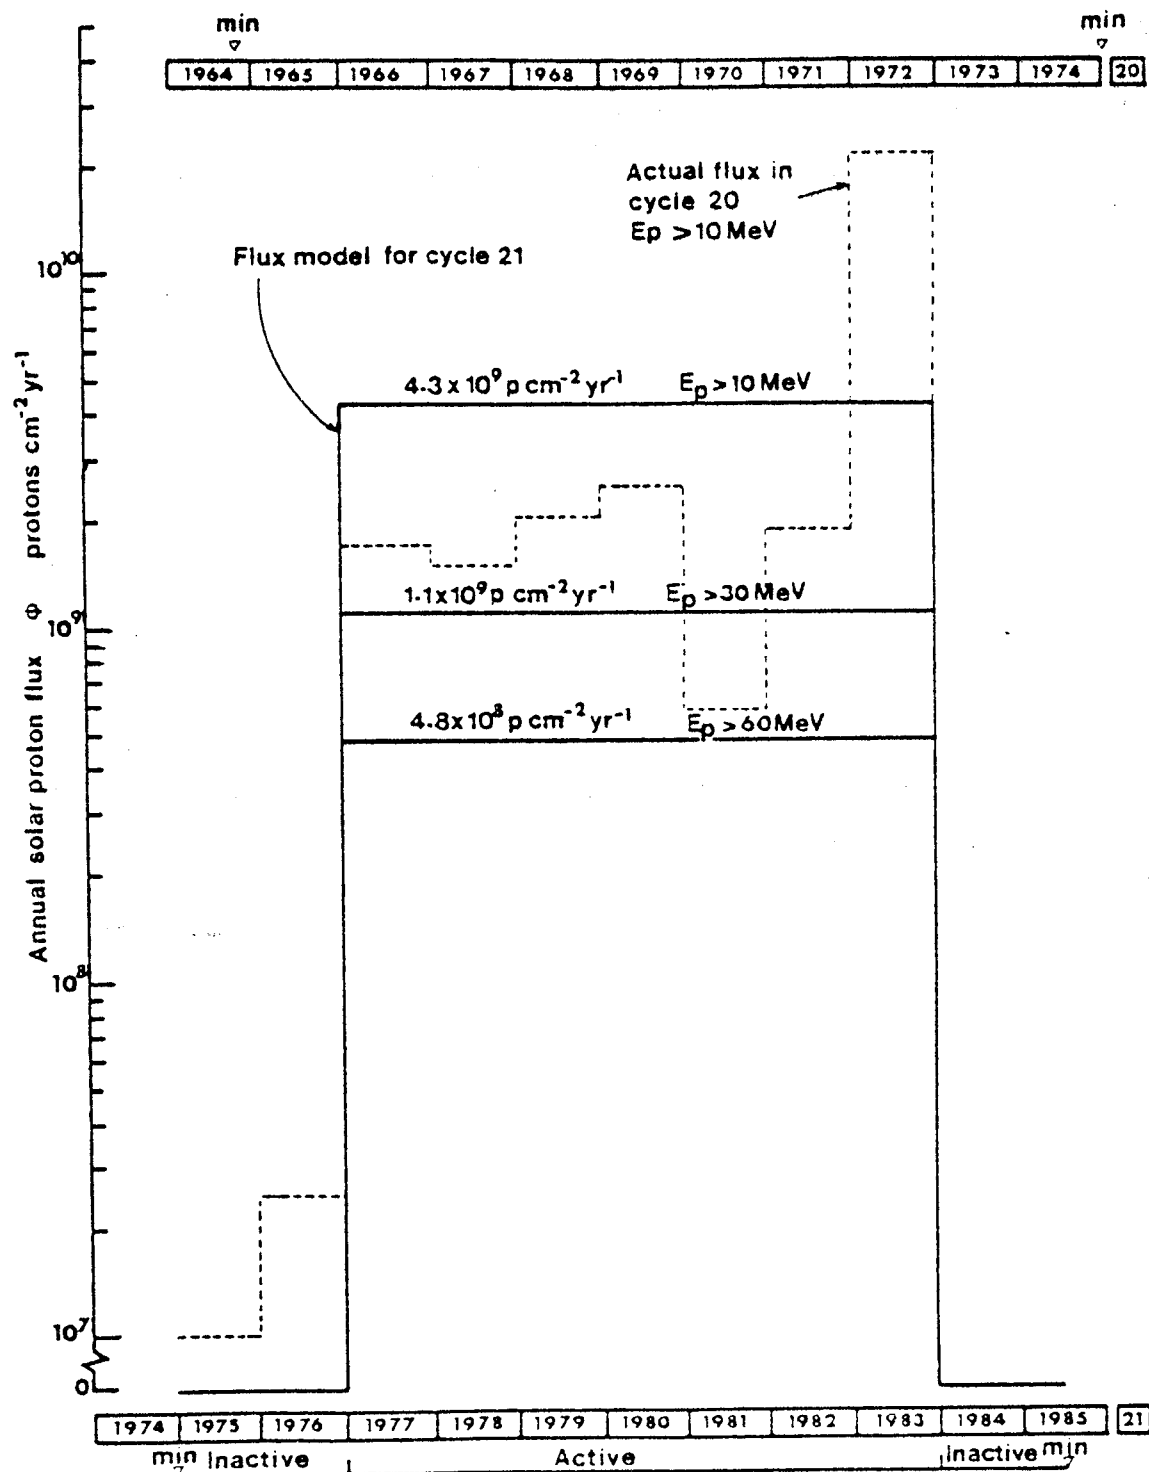 min min
1964 1965 1966 1967 1968 1969 1970 1971 1972 1973 1974 20
Actual flux in
cycle 20
Ep >10 MeV
Flux model for cycle 21
10¹⁰
4.3 x 10⁹ p cm⁻² yr⁻¹ Eₚ > 10 MeV
1.1 x 10⁹ p cm⁻² yr⁻¹ Eₚ > 30 MeV
10⁹
4.8 x 10⁸ p cm⁻² yr⁻¹ Eₚ > 60 MeV
10⁸
10⁷
0
Annual solar proton flux Φ protons cm⁻² yr⁻¹
1974 1975 1976 1977 1978 1979 1980 1981 1982 1983 1984 1985 21
min Inactive Active Inactive min